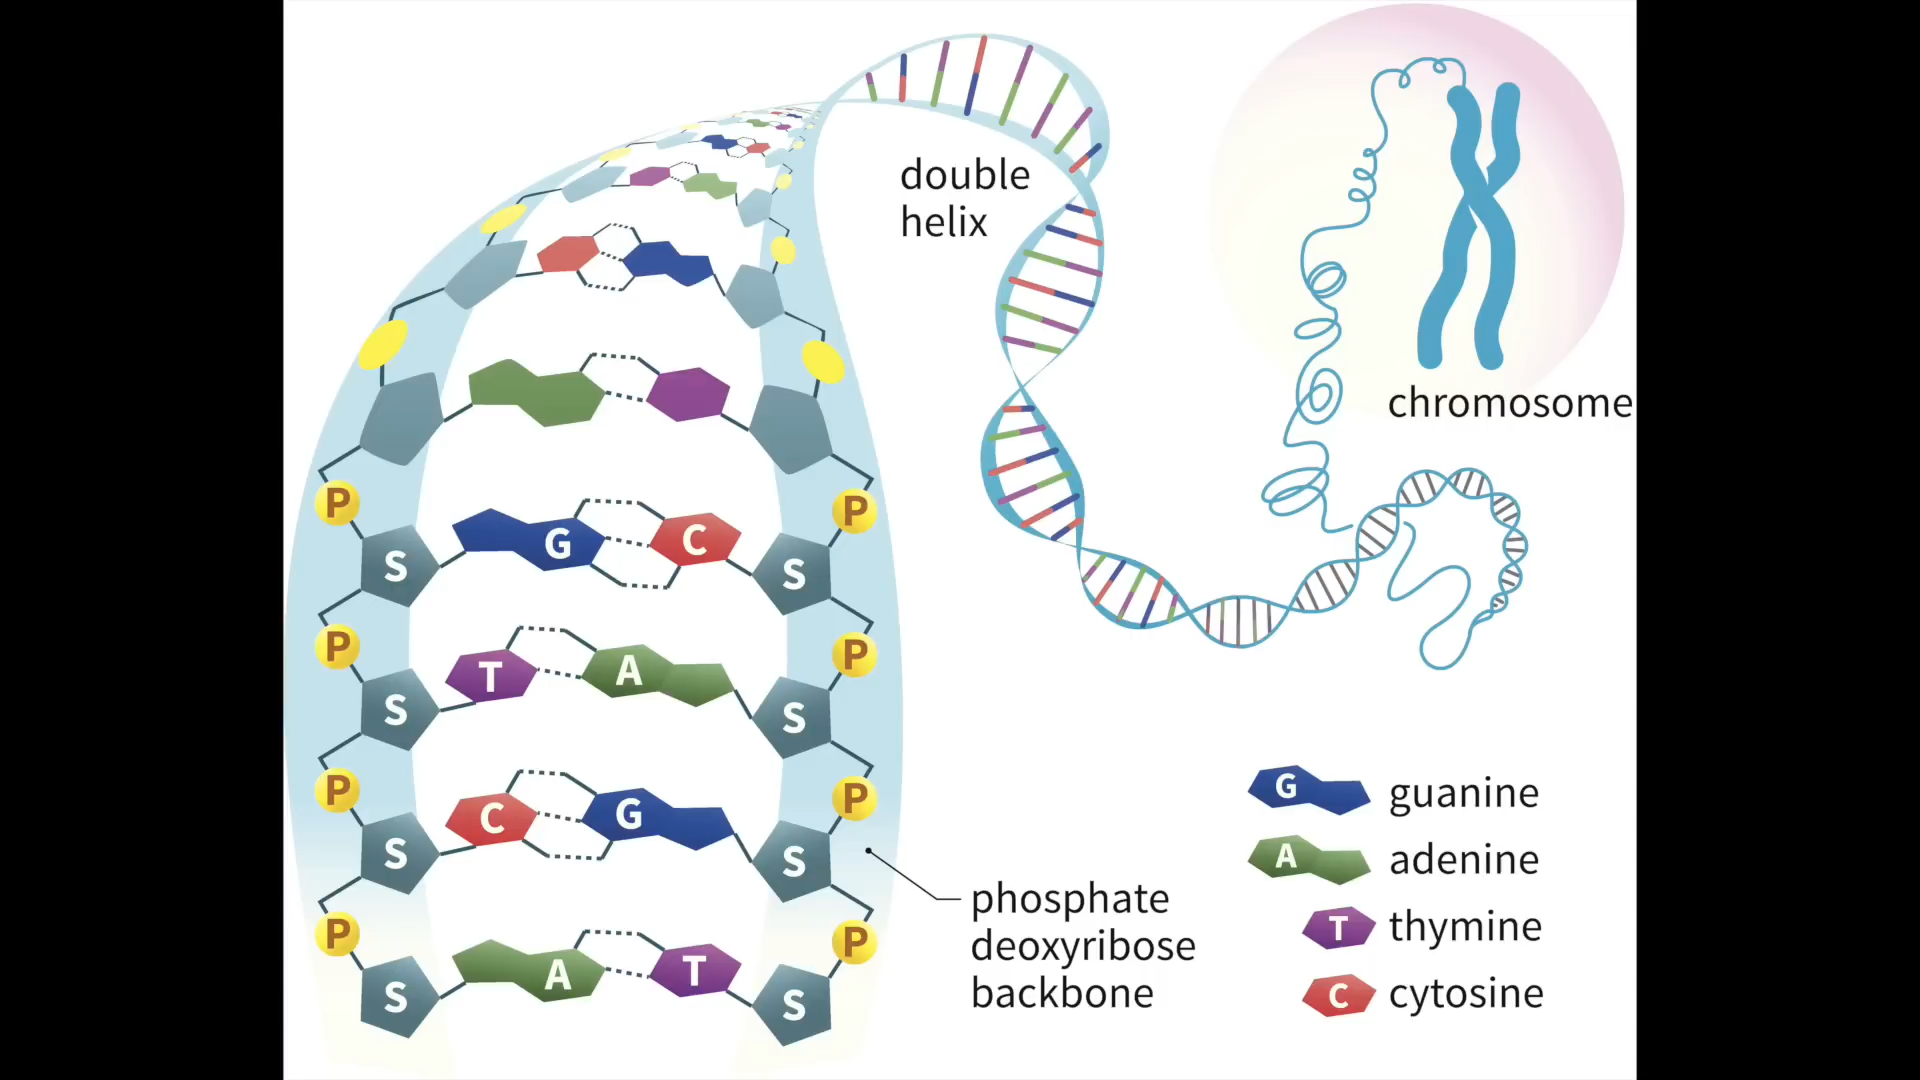 double
helix
chromosome
P
P
G
C
S
S
P
P
T
A
S
S
P
P
C
G
S
S
P
P
A
T
S
S
phosphate
deoxyribose
backbone
G guanine
A adenine
T thymine
C cytosine